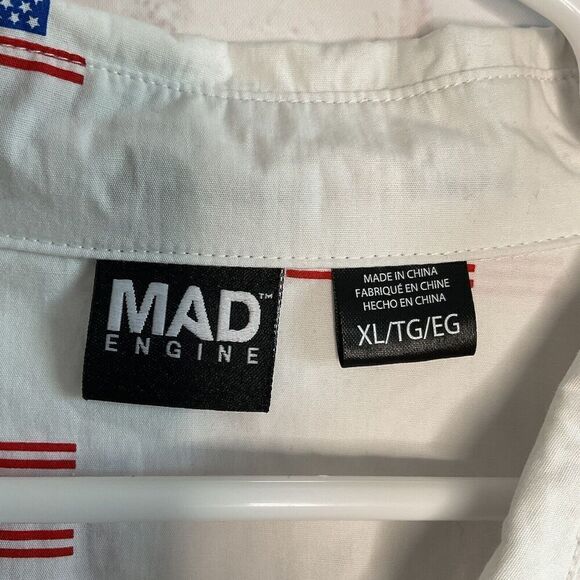 MAD™
ENGINE
MADE IN CHINA
FABRIQUÉ EN CHINE
HECHO EN CHINA
XL/TG/EG